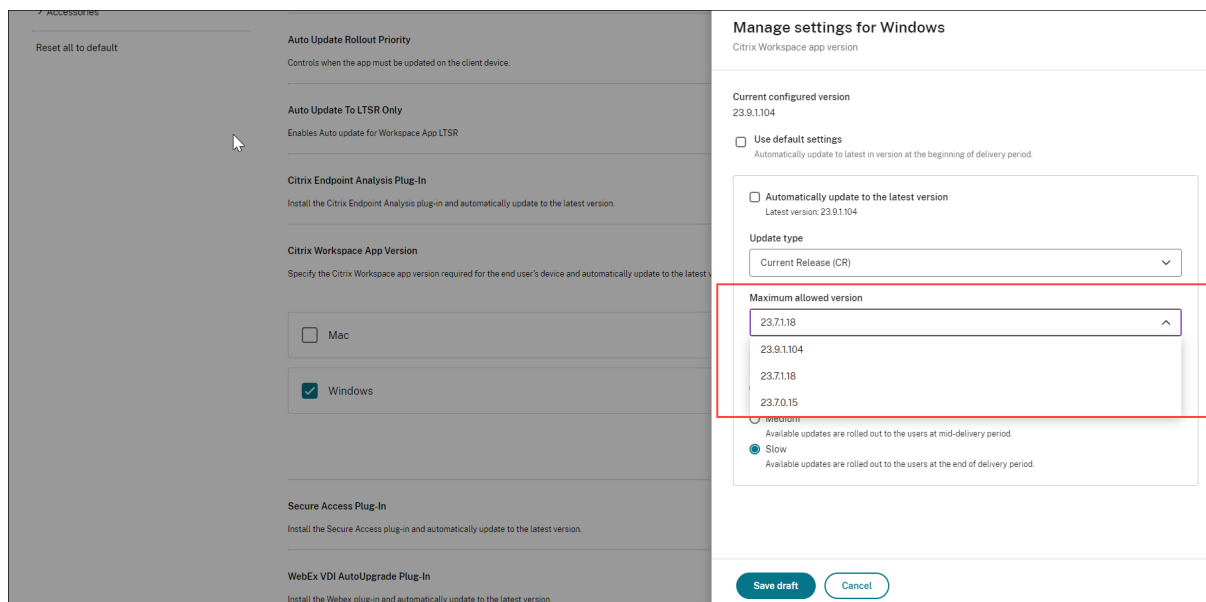 Accessories
Reset all to default
Auto Update Rollout Priority
Controls when the app must be updated on the client device.
Auto Update To LTSR Only
Enables Auto update for Workspace App LTSR
Citrix Endpoint Analysis Plug-In
Install the Citrix Endpoint Analysis plug-in and automatically update to the latest version.
Citrix Workspace App Version
Specify the Citrix Workspace app version required for the end user's device and automatically update to the latest v
Mac
Windows
Secure Access Plug-In
Install the Secure Access plug-in and automatically update to the latest version.
WebEx VDI AutoUpgrade Plug-In
Install the Webex plug-in and automatically update to the latest version.
Manage settings for Windows
Citrix Workspace app version
Current configured version
23.9.1.104
Use default settings
Automatically update to latest in version at the beginning of delivery period.
Automatically update to the latest version
Latest version: 23.9.1.104
Update type
Current Release (CR)
Maximum allowed version
23.7.1.18
23.9.1.104
23.7.1.18
23.7.0.15
Medium
Available updates are rolled out to the users at mid-delivery period.
Slow
Available updates are rolled out to the users at the end of delivery period.
Save draft
Cancel